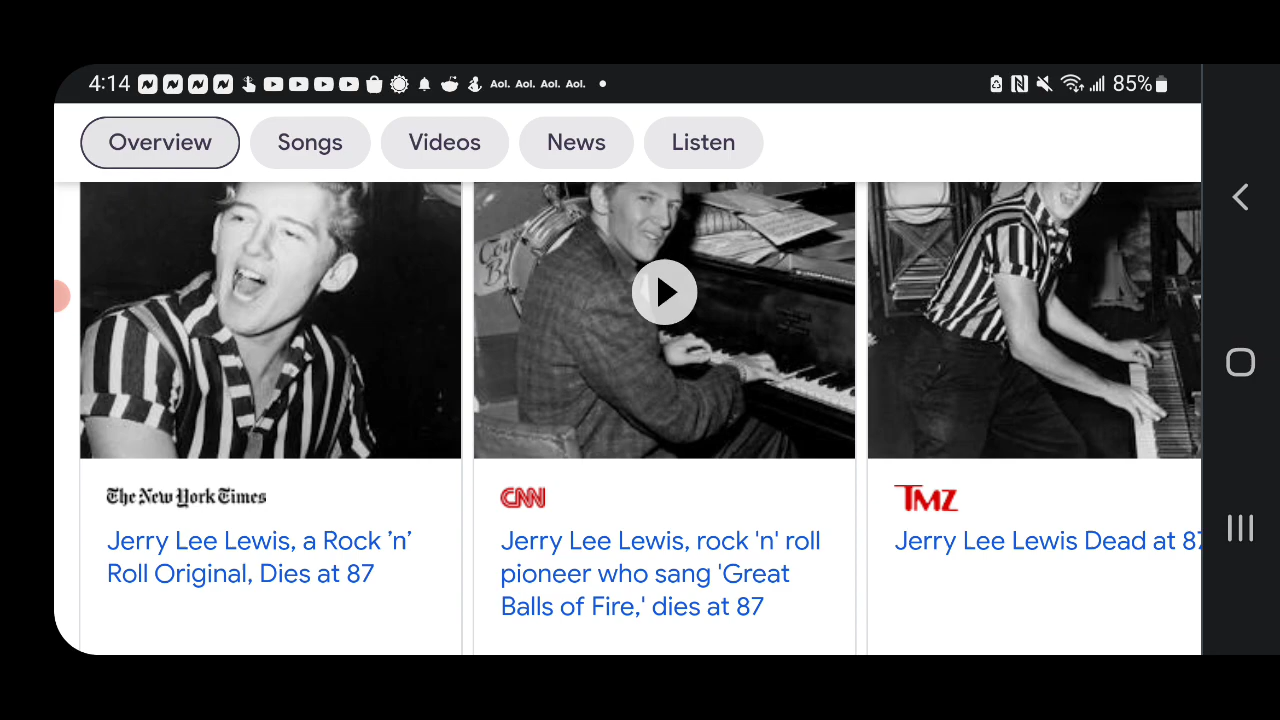 4:14 Aol. Aol. Aol. Aol. 85%
Overview Songs Videos News Listen
The New York Times
Jerry Lee Lewis, a Rock ’n’
Roll Original, Dies at 87
CNN
Jerry Lee Lewis, rock 'n' roll
pioneer who sang 'Great
Balls of Fire,' dies at 87
TMZ
Jerry Lee Lewis Dead at 87